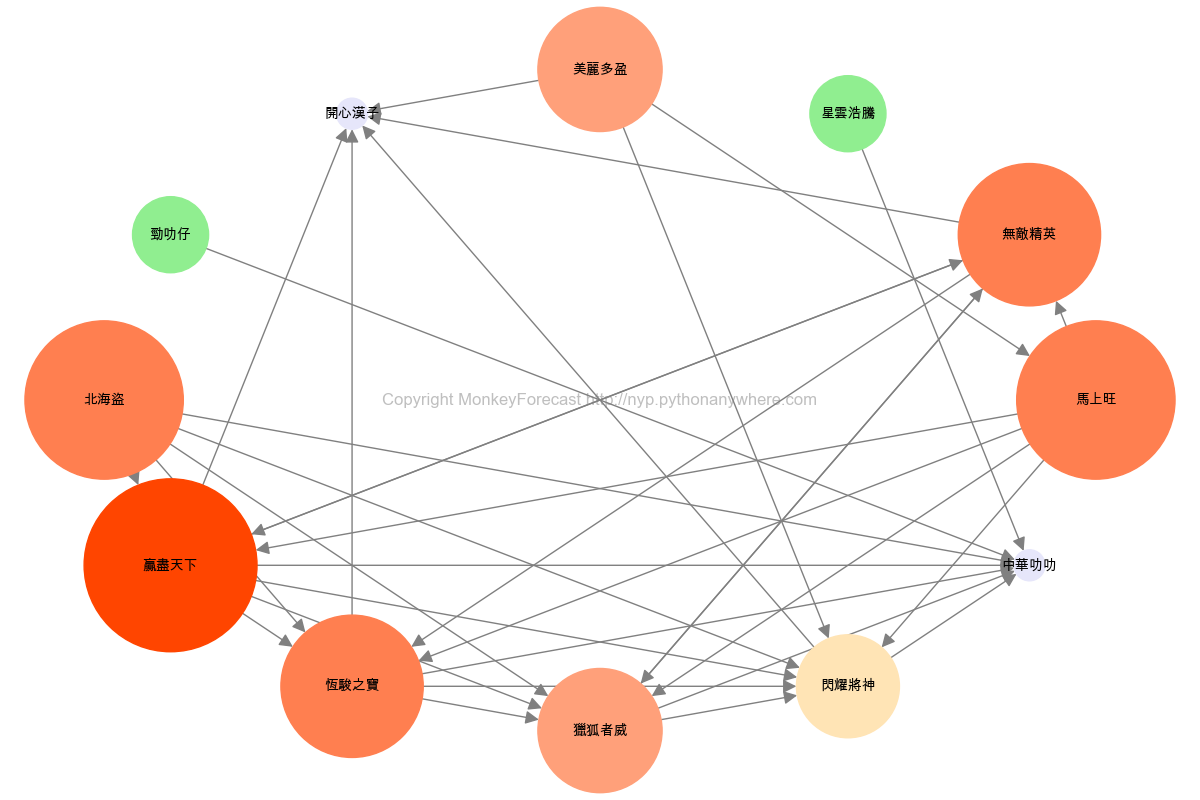 美麗多盈
開心漢子
星雲浩騰
勁叻仔
無敵精英
北海盜
Copyright MonkeyForecast http://nyp.pythonanywhere.com
馬上旺
贏盡天下
中華叻叻
恆駿之寶
閃耀將神
獵狐者威